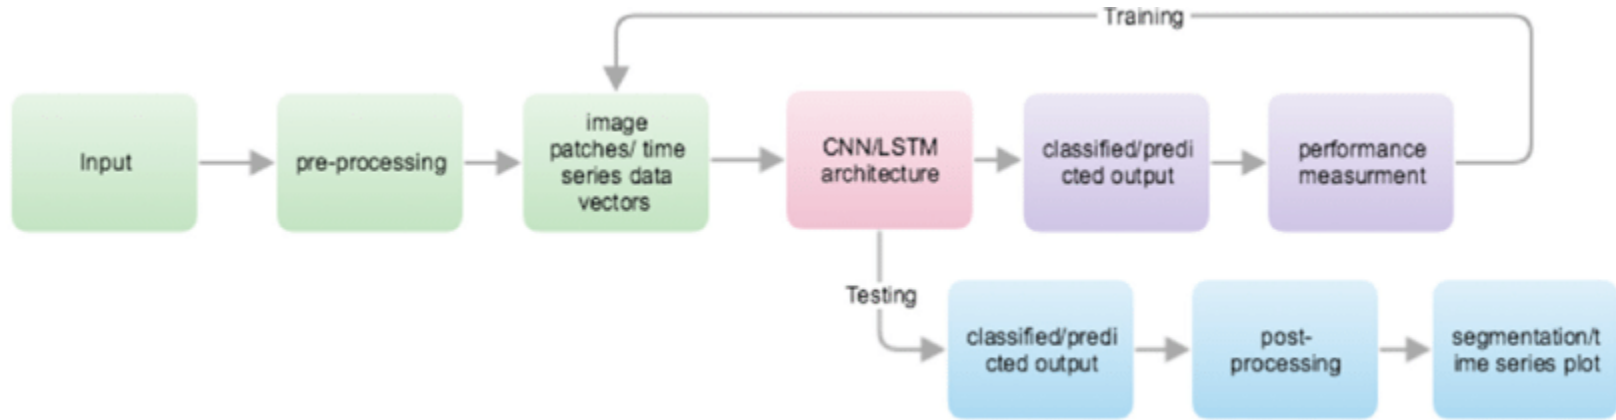 Training
Input
pre-processing
image
patches/ time
series data
vectors
CNN/LSTM
architecture
classified/predi
cted output
performance
measurment
Testing
classified/predi
cted output
post-
processing
segmentation/t
ime series plot